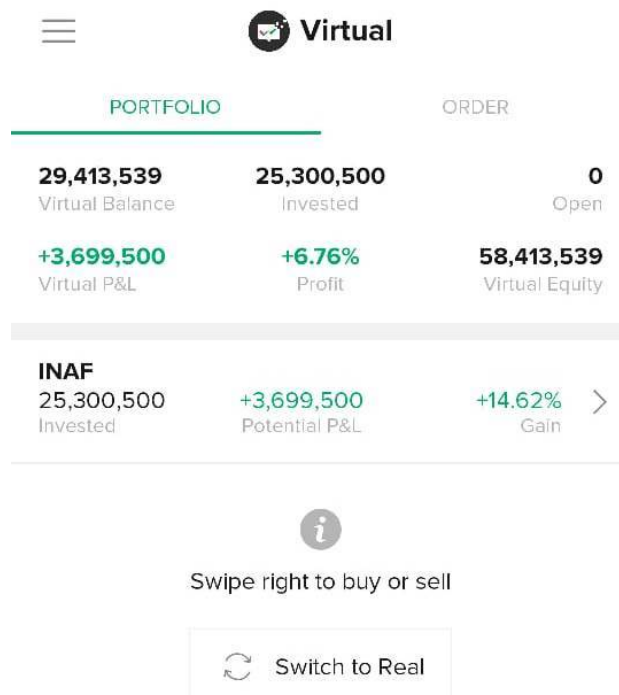 Virtual
PORTFOLIO ORDER
29,413,539 25,300,500 0
Virtual Balance Invested Open
+3,699,500 +6.76% 58,413,539
Virtual P&L Profit Virtual Equity
INAF
25,300,500 +3,699,500 +14.62%
Invested Potential P&L Gain
Swipe right to buy or sell
Switch to Real